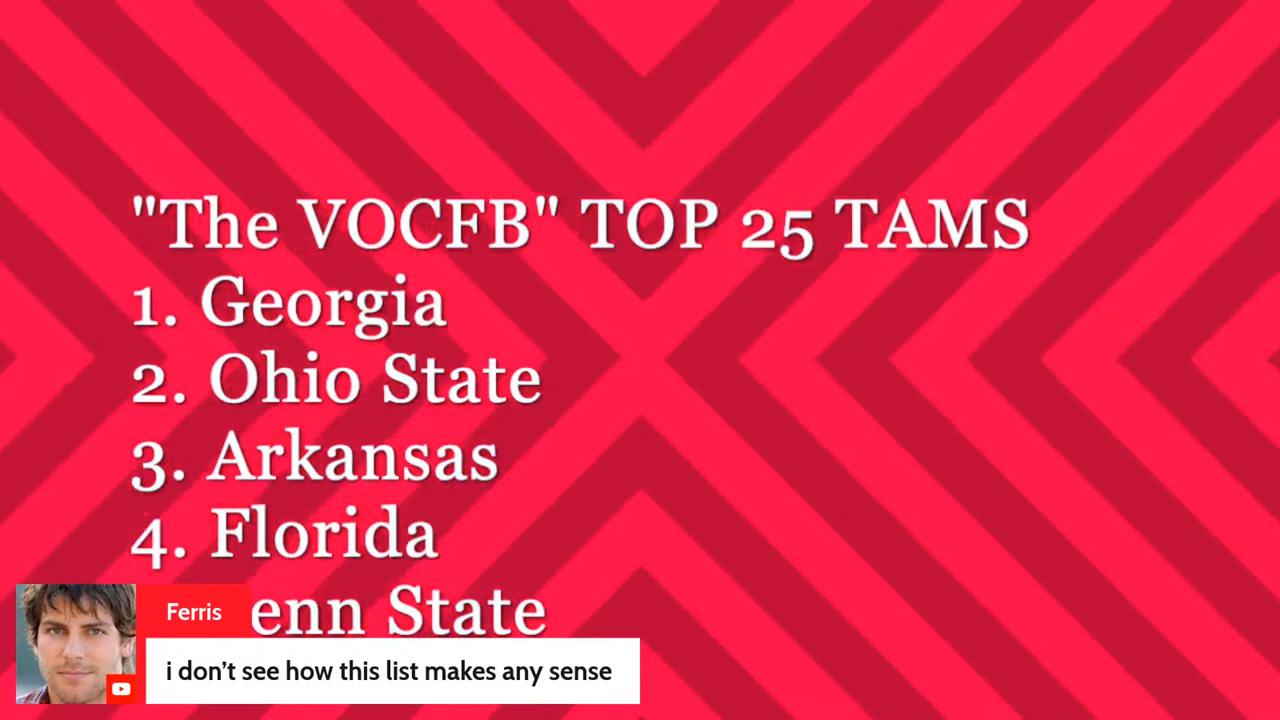 "The VOCFB" TOP 25 TAMS
1. Georgia
2. Ohio State
3. Arkansas
4. Florida
enn State
Ferris
i don't see how this list makes any sense